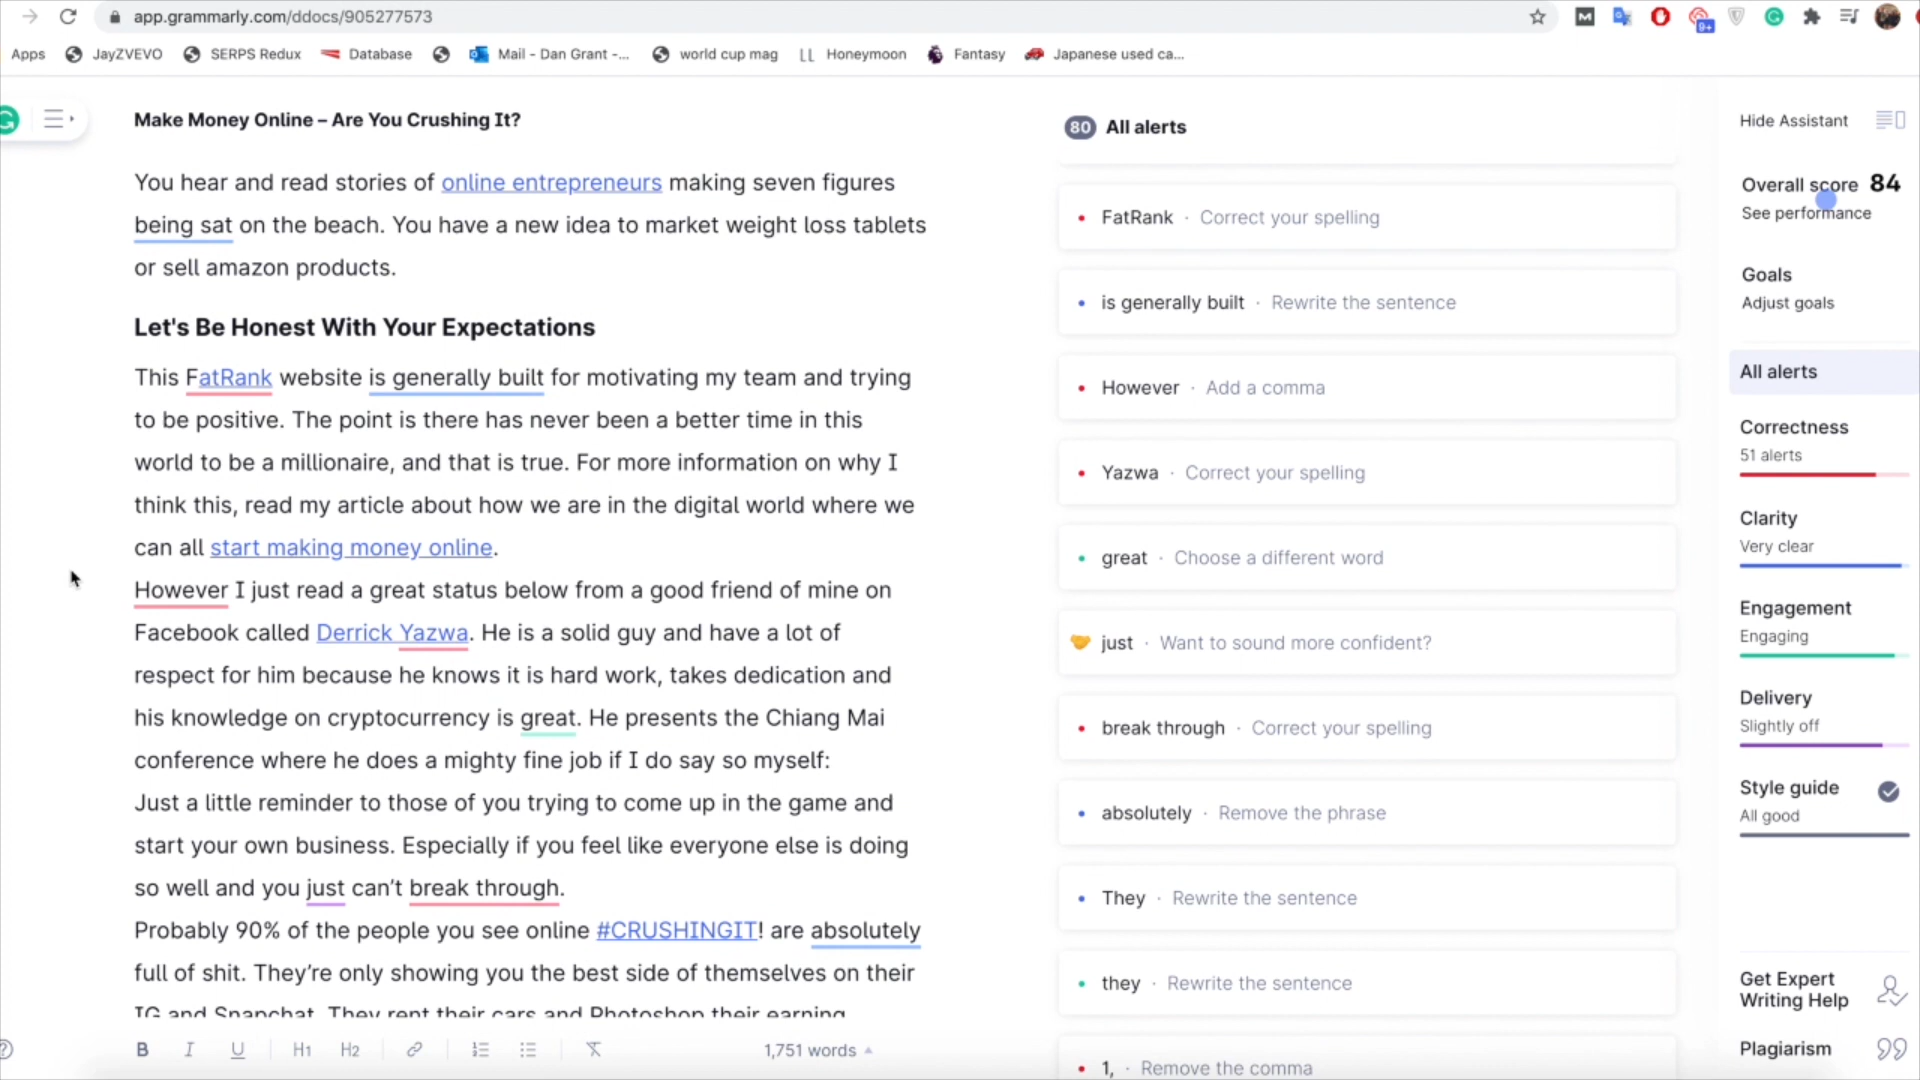 app.grammarly.com/ddocs/905277573
9+
Apps JayZVEVO SERPS Redux Database Mail - Dan Grant -... world cup mag LL Honeymoon Fantasy Japanese used ca...
Make Money Online – Are You Crushing It?
You hear and read stories of online entrepreneurs making seven figures
being sat on the beach. You have a new idea to market weight loss tablets
or sell amazon products.
Let's Be Honest With Your Expectations
This FatRank website is generally built for motivating my team and trying
to be positive. The point is there has never been a better time in this
world to be a millionaire, and that is true. For more information on why I
think this, read my article about how we are in the digital world where we
can all start making money online.
However I just read a great status below from a good friend of mine on
Facebook called Derrick Yazwa. He is a solid guy and have a lot of
respect for him because he knows it is hard work, takes dedication and
his knowledge on cryptocurrency is great. He presents the Chiang Mai
conference where he does a mighty fine job if I do say so myself:
Just a little reminder to those of you trying to come up in the game and
start your own business. Especially if you feel like everyone else is doing
so well and you just can’t break through.
Probably 90% of the people you see online #CRUSHINGIT! are absolutely
full of shit. They’re only showing you the best side of themselves on their
IG and Snapchat. They rent their cars and Photoshop their earning
B I U H1 H2 1,751 words
80 All alerts
FatRank · Correct your spelling
is generally built · Rewrite the sentence
However · Add a comma
Yazwa · Correct your spelling
great · Choose a different word
just · Want to sound more confident?
break through · Correct your spelling
absolutely · Remove the phrase
They · Rewrite the sentence
they · Rewrite the sentence
1, · Remove the comma
Hide Assistant
Overall score 84
See performance
Goals
Adjust goals
All alerts
Correctness
51 alerts
Clarity
Very clear
Engagement
Engaging
Delivery
Slightly off
Style guide
All good
Get Expert
Writing Help
Plagiarism